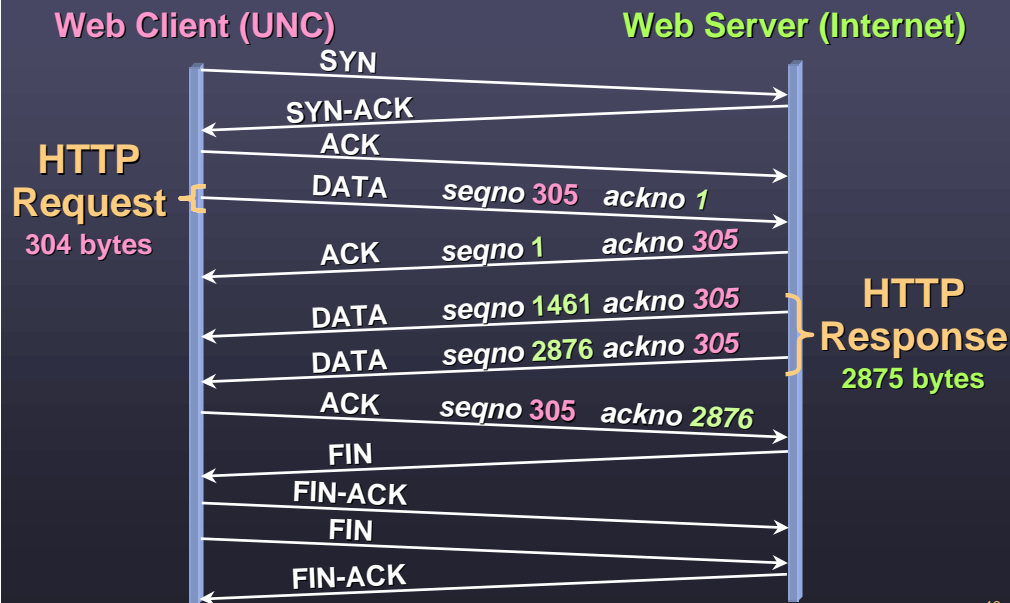 Web Client (UNC)
Web Server (Internet)
SYN
SYN-ACK
ACK
HTTP
Request
304 bytes
DATA seqno 305 ackno 1
ACK seqno 1 ackno 305
DATA seqno 1461 ackno 305
DATA seqno 2876 ackno 305
HTTP
Response
2875 bytes
ACK seqno 305 ackno 2876
FIN
FIN-ACK
FIN
FIN-ACK